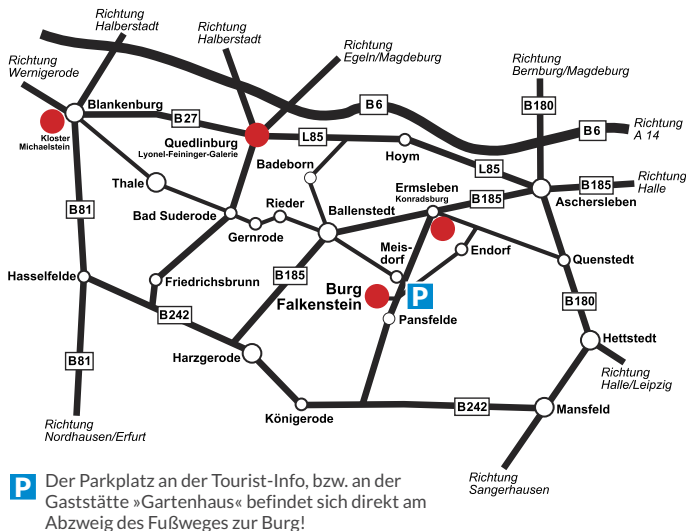 Richtung
Halberstadt
Richtung
Halberstadt
Richtung
Egeln/Magdeburg
Richtung
Wernigerode
Richtung
Bernburg/Magdeburg
Blankenburg
B27
B6
B180
Richtung
A 14
B6
Kloster
Michaelstein
Quedlinburg
Lyonel-Feininger-Galerie
L85
Hoym
L85
Badeborn
Thale
Ermsleben
Konradsburg
B185
B185
Richtung
Halle
Aschersleben
B81
Bad Suderode
Rieder
Gernrode
Ballenstedt
Meis-
dorf
Endorf
Quenstedt
Hasselfelde
Friedrichsbrunn
B185
Burg
Falkenstein
P
B180
B242
Pansfelde
Hettstedt
B81
Harzgerode
Richtung
Halle/Leipzig
Königerode
B242
Mansfeld
Richtung
Nordhausen/Erfurt
Richtung
Sangerhausen
P Der Parkplatz an der Tourist-Info, bzw. an der
Gaststätte »Gartenhaus« befindet sich direkt am
Abzweig des Fußweges zur Burg!